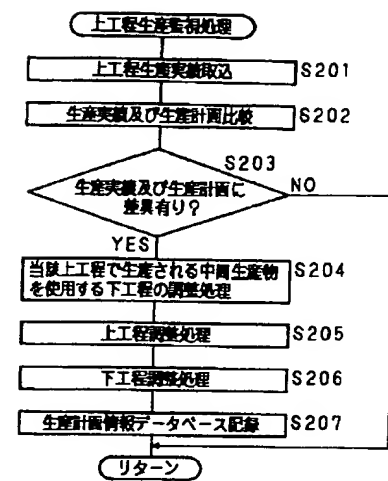 上工程生産監視処理
上工程生産実績取込 S201
生産実績及び生産計画比較 S202
S203
生産実績及び生産計画に
差異有り？
NO
YES
当該上工程で生産される中間生産物
を使用する下工程の調整処理
S204
上工程調整処理 S205
下工程調整処理 S206
生産計画情報データベース記録 S207
リターン